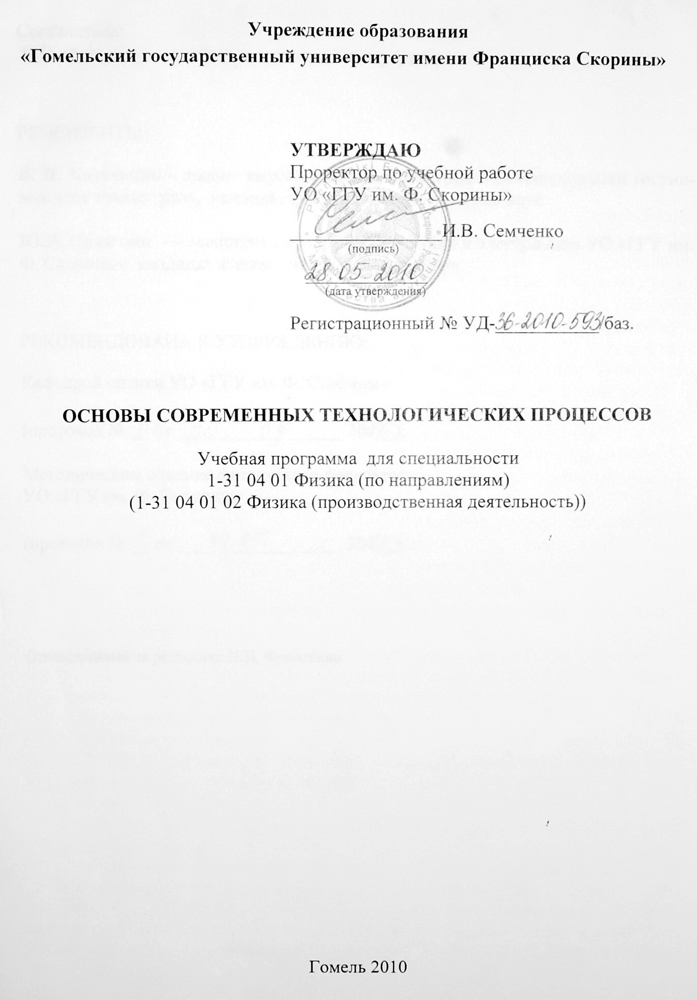 Учреждение образования
«Гомельский государственный университет имени Франциска Скорины»
УТВЕРЖДАЮ
Проректор по учебной работе
УО «ГГУ им. Ф. Скорины»
И.В. Семченко
(подпись)
28.05.2010
(дата утверждения)
Регистрационный № УД-36-2010-593/баз.
ОСНОВЫ СОВРЕМЕННЫХ ТЕХНОЛОГИЧЕСКИХ ПРОЦЕССОВ
Учебная программа для специальности
1-31 04 01 Физика (по направлениям)
(1-31 04 01 02 Физика (производственная деятельность))
Гомель 2010